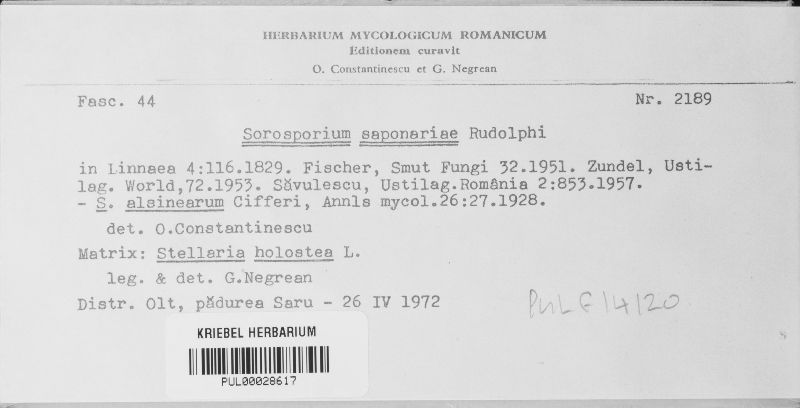 HERBARIUM MYCOLOGICUM ROMANICUM
Editionem curavit
O. Constantinescu et G. Negrean
Fasc. 44 Nr. 2189
Sorosporium saponariae Rudolphi
in Linnaea 4:116.1829. Fischer, Smut Fungi 32.1951. Zundel, Usti-
lag. World,72.1953. Săvulescu, Ustilag.România 2:853.1957.
- S. alsinearum Cifferi, Annls mycol.26:27.1928.
det. O.Constantinescu
Matrix: Stellaria holostea L.
leg. & det. G.Negrean
Distr. Olt, pădurea Saru - 26 IV 1972
PUL F14120
KRIEBEL HERBARIUM
PUL00028617